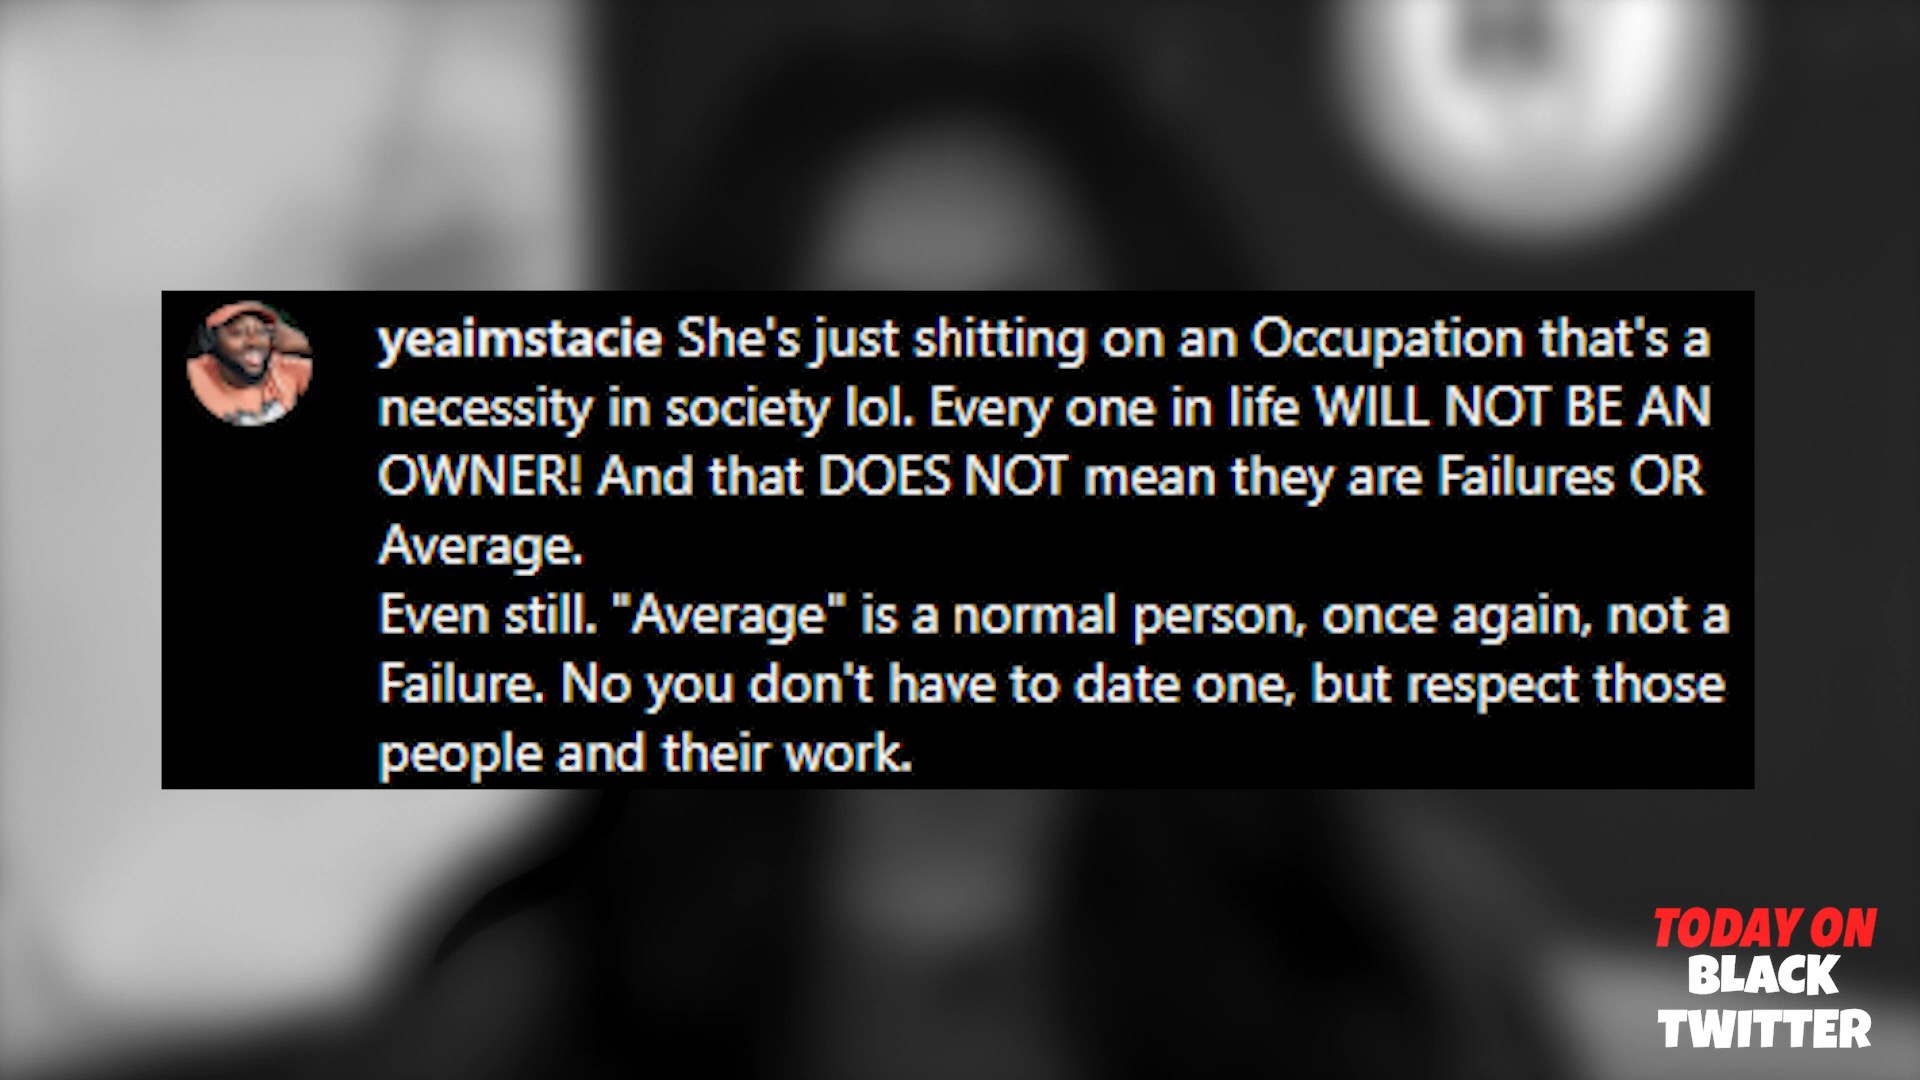 yeaimstacie She's just shitting on an Occupation that's a
necessity in society lol. Every one in life WILL NOT BE AN
OWNER! And that DOES NOT mean they are Failures OR
Average.
Even still. "Average" is a normal person, once again, not a
Failure. No you don't have to date one, but respect those
people and their work.
TODAY ON
BLACK
TWITTER